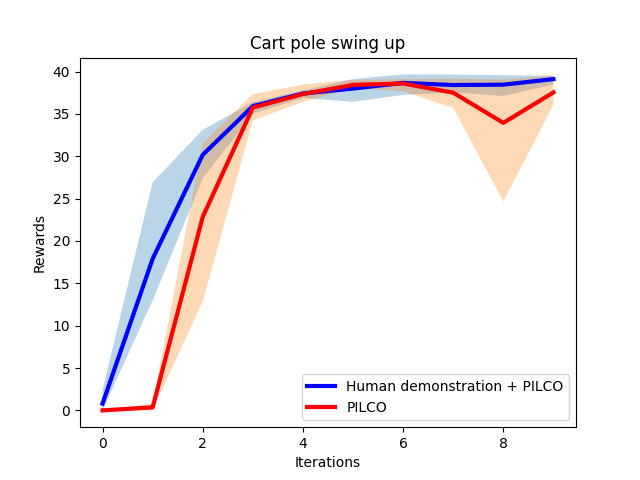 Cart pole swing up
40
35
30
25
20
15
10
5
0
Rewards
0 2 4 6 8
Iterations
Human demonstration + PILCO
PILCO